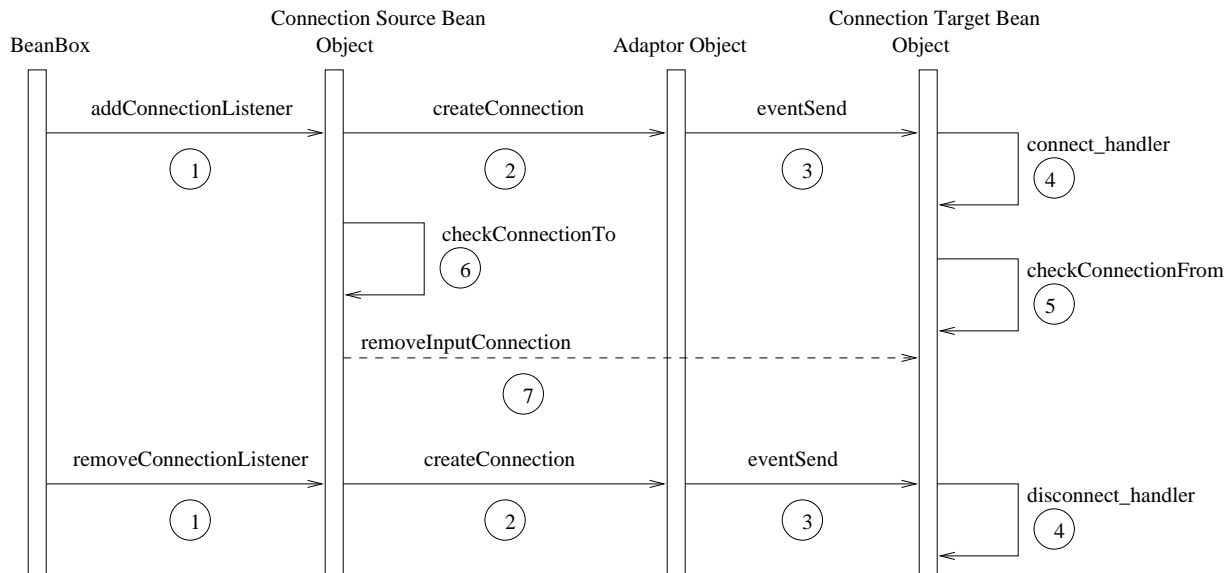 Connection Source Bean
Connection Target Bean
BeanBox
Object
Adaptor Object
Object
addConnectionListener
createConnection
eventSend
connect_handler
1
2
3
4
checkConnectionTo
6
checkConnectionFrom
5
removeInputConnection
7
removeConnectionListener
createConnection
eventSend
disconnect_handler
1
2
3
4